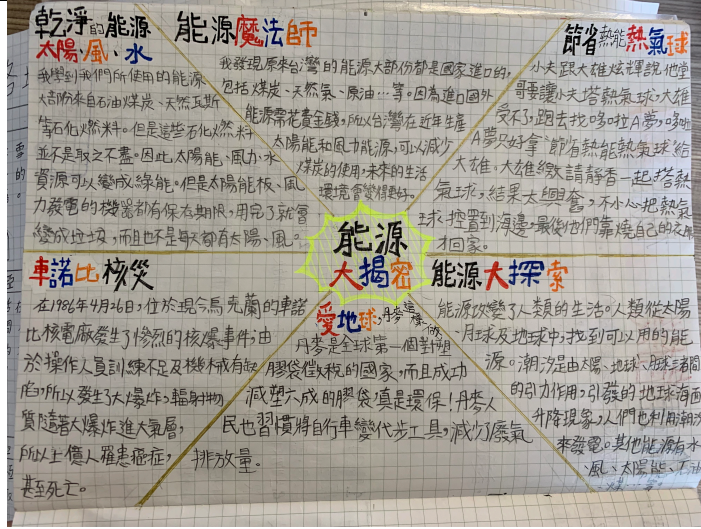 乾淨的能源
太陽、風、水
我學到我們所使用的能源
大部份來自石油煤炭、天然瓦斯
等石化燃料。但是這些石化燃料
並不是取之不盡。因此太陽能、風力、水
資源可以變成綠能。但是太陽能板、風
力發電的機器都有保存期限，用完了就會
變成垃圾，而且也不是每天都有太陽、風。
能源魔法師
我發現原來台灣的能源大部份都是國家進口的，
包括煤炭、天然氣、原油…等。因為進口國外
能源需花費金錢，所以台灣在近年生產
太陽能和風力能源，可以減少
煤炭的使用，未來的生活
環境會變得更好。
節省熱能熱氣球
小夫跟大雄炫耀說他堂
哥要讓小夫搭熱氣球，大雄
受不了，跑去找哆啦A夢，哆啦
A夢只好拿「節省熱能熱氣球」給
大雄。大雄邀請靜香一起搭熱
氣球，結果太興奮，不小心把熱氣
球控置到海邊，最後他們靠燒自己的衣服
才回家。
能源
大揭密
車諾比核災
在1986年4月26日，位於現今烏克蘭的車諾
比核電廠發生了慘烈的核爆事件；由
於操作人員訓練不足及機械有缺
陷，所以發生了大爆炸，輻射物
質隨著大爆炸進大氣層，
所以上億人罹患癌症，
甚至死亡。
愛地球，丹麥這樣做
丹麥是全球第一個對塑
膠袋徵稅的國家，而且成功
減塑六成的膠袋，真是環保！丹麥人
民也習慣將自行車變代步工具，減少廢氣
排放量。
能源大探索
能源改變了人類的生活。人類從太陽
、月球及地球中，找到可以用的能
源。潮汐是由太陽、地球、月球三者間
的引力作用，引發的地球海面
升降現象，人們也利用潮汐
來發電。其他能源有水
、風、太陽能、石油
、煤…等。